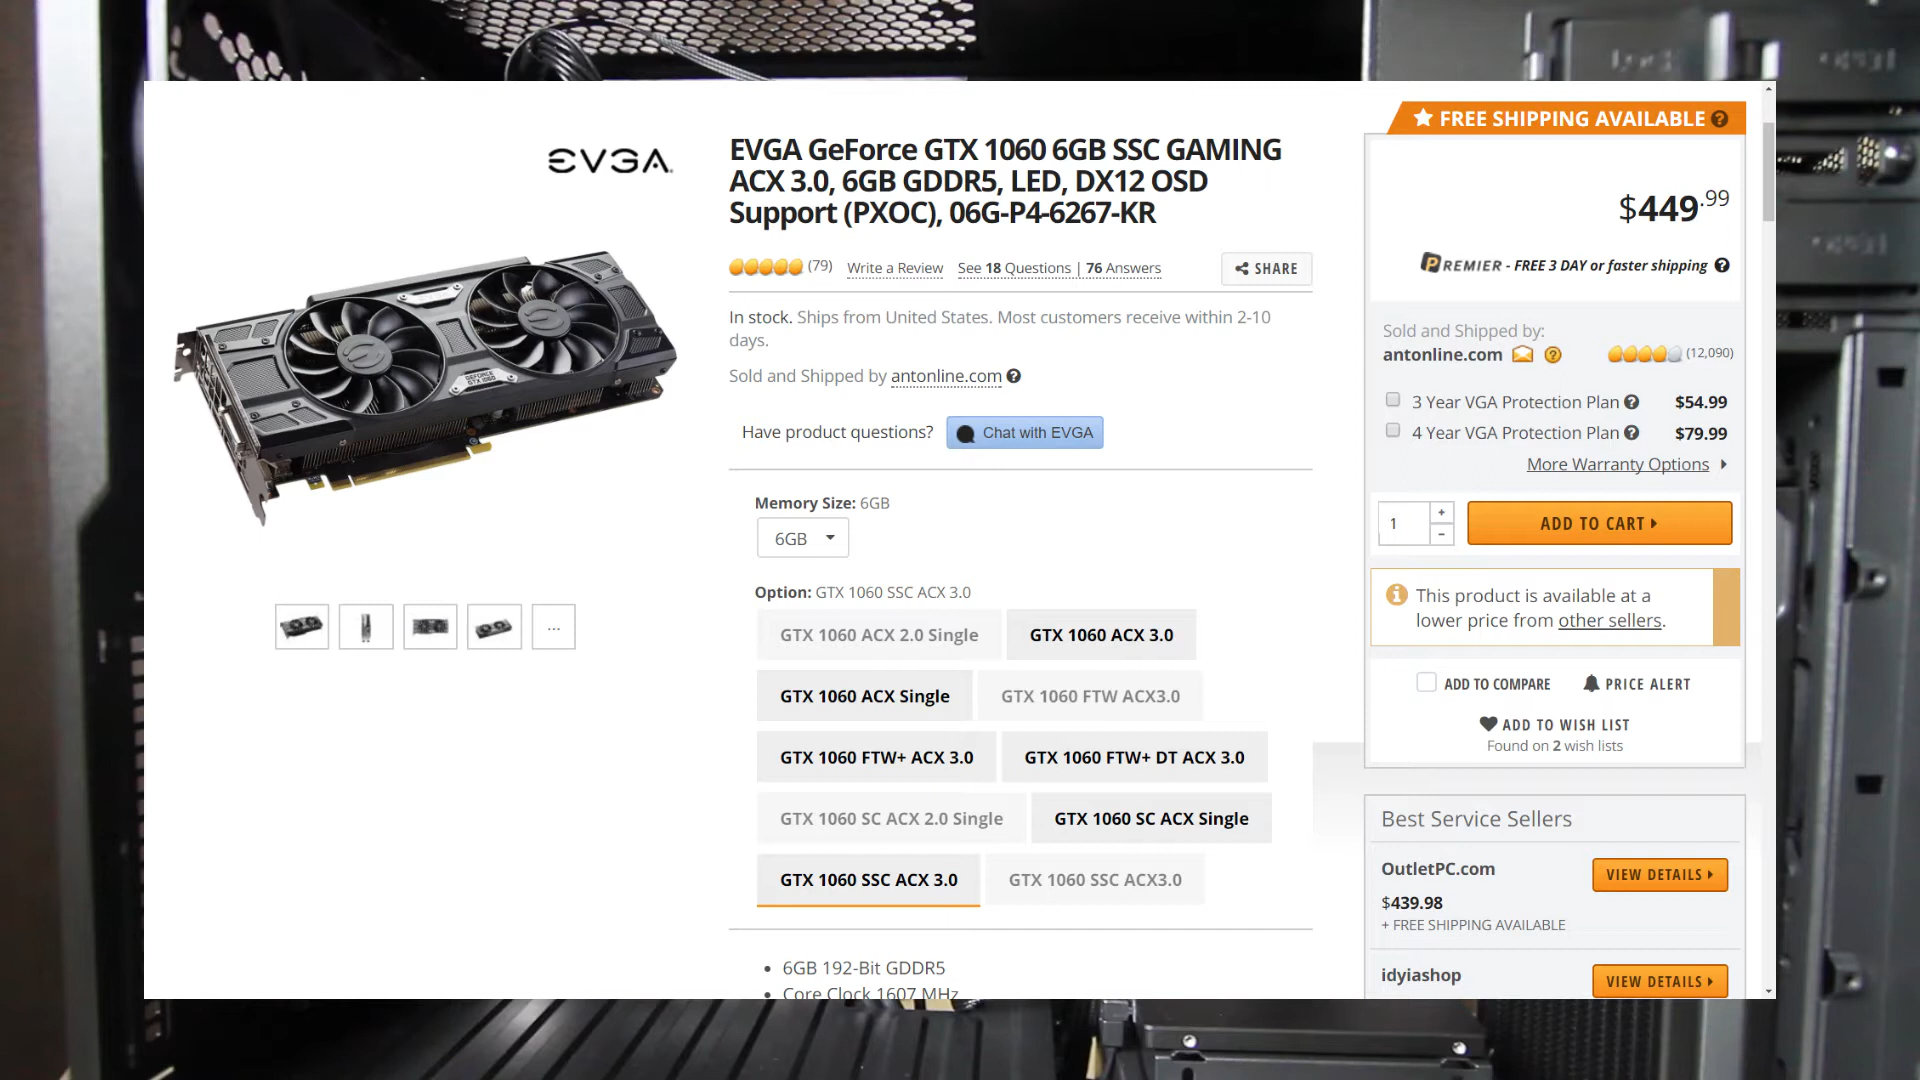 EVGA
EVGA GeForce GTX 1060 6GB SSC GAMING
ACX 3.0, 6GB GDDR5, LED, DX12 OSD
Support (PXOC), 06G-P4-6267-KR
(79) Write a Review See 18 Questions | 76 Answers
SHARE
In stock. Ships from United States. Most customers receive within 2-10
days.
Sold and Shipped by antonline.com
Have product questions? Chat with EVGA
Memory Size: 6GB
6GB
Option: GTX 1060 SSC ACX 3.0
GTX 1060 ACX 2.0 Single GTX 1060 ACX 3.0
GTX 1060 ACX Single GTX 1060 FTW ACX3.0
GTX 1060 FTW+ ACX 3.0 GTX 1060 FTW+ DT ACX 3.0
GTX 1060 SC ACX 2.0 Single GTX 1060 SC ACX Single
GTX 1060 SSC ACX 3.0 GTX 1060 SSC ACX3.0
6GB 192-Bit GDDR5
Core Clock 1607 MHz
GEFORCE
GTX 1060
...
FREE SHIPPING AVAILABLE
$449.99
PREMIER - FREE 3 DAY or faster shipping
Sold and Shipped by:
antonline.com (12,090)
3 Year VGA Protection Plan $54.99
4 Year VGA Protection Plan $79.99
More Warranty Options
1 + -
ADD TO CART
This product is available at a
lower price from other sellers.
ADD TO COMPARE PRICE ALERT
ADD TO WISH LIST
Found on 2 wish lists
Best Service Sellers
OutletPC.com VIEW DETAILS
$439.98
+ FREE SHIPPING AVAILABLE
idyiashop VIEW DETAILS